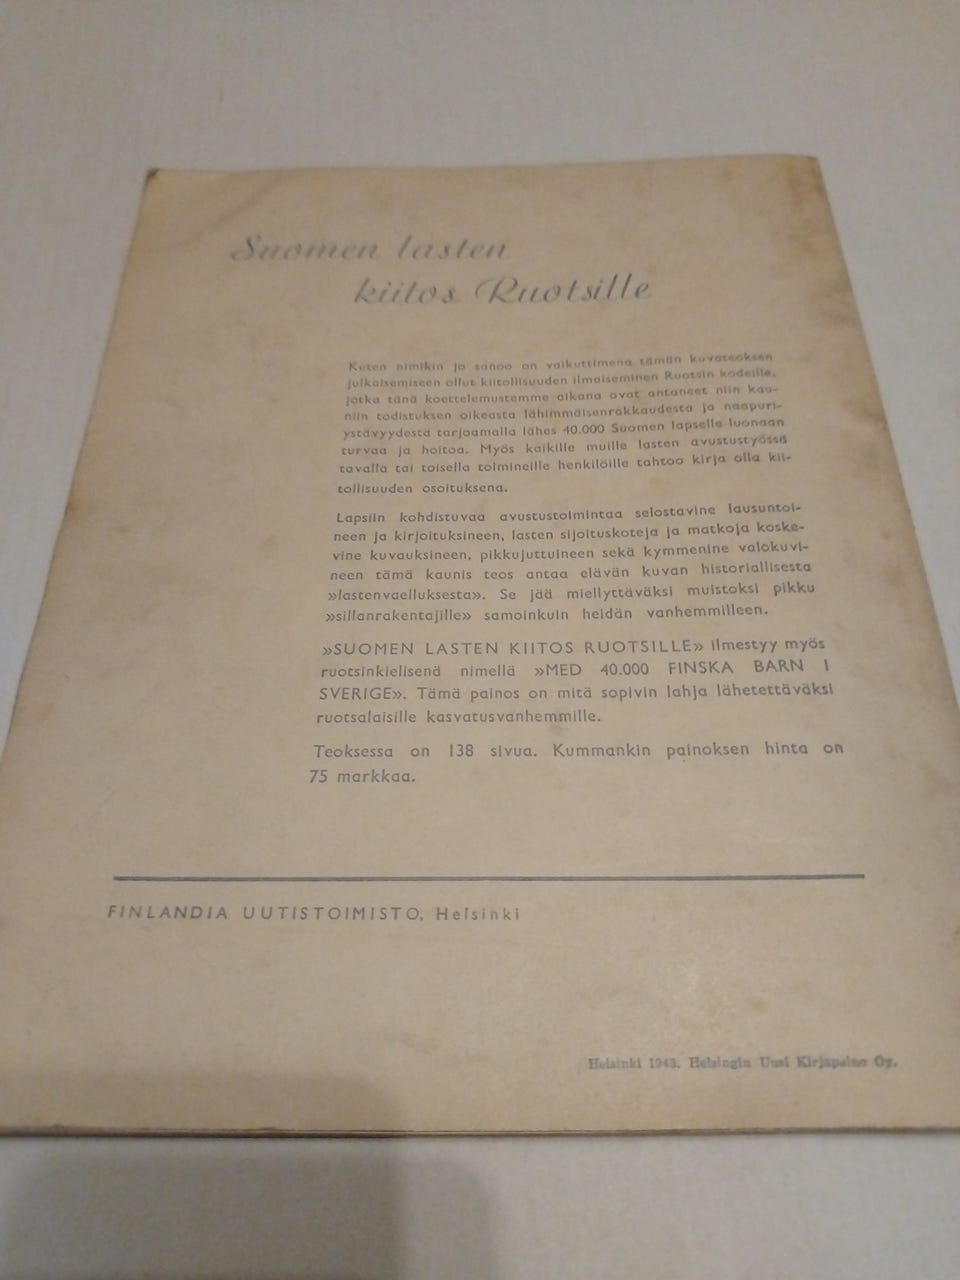 Suomen lasten
kiitos Ruotsille
Kuten nimikin jo sanoo on vaikuttimena tämän kuvateoksen
julkaisemiseen ollut kiitollisuuden ilmaiseminen Ruotsin kodeille,
jotka tänä koettelemustemme aikana ovat antaneet niin kau-
niin todistuksen oikeasta lähimmäisenrakkaudesta ja naapuri-
ystävyydestä tarjoamalla lähes 40.000 Suomen lapselle luonaan
turvaa ja hoitoa. Myös kaikille muille lasten avustustyössä
tavalla tai toisella toimineille henkilöille tahtoo kirja olla kii-
tollisuuden osoituksena.
Lapsiin kohdistuvaa avustustoimintaa selostavine lausuntoi-
neen ja kirjoituksineen, lasten sijoituskoteja ja matkoja koske-
vine kuvauksineen, pikkujuttuineen sekä kymmenine valokuvi-
neen tämä kaunis teos antaa elävän kuvan historiallisesta
»lastenvaelluksesta». Se jää miellyttäväksi muistoksi pikku
»sillanrakentajille» samoinkuin heidän vanhemmilleen.
»SUOMEN LASTEN KIITOS RUOTSILLE» ilmestyy myös
ruotsinkielisenä nimellä »MED 40.000 FINSKA BARN I
SVERIGE». Tämä painos on mitä sopivin lahja lähetettäväksi
ruotsalaisille kasvatusvanhemmille.
Teoksessa on 138 sivua. Kummankin painoksen hinta on
75 markkaa.
FINLANDIA UUTISTOIMISTO, Helsinki
Helsinki 1943. Helsingin Uusi Kirjapaino Oy.